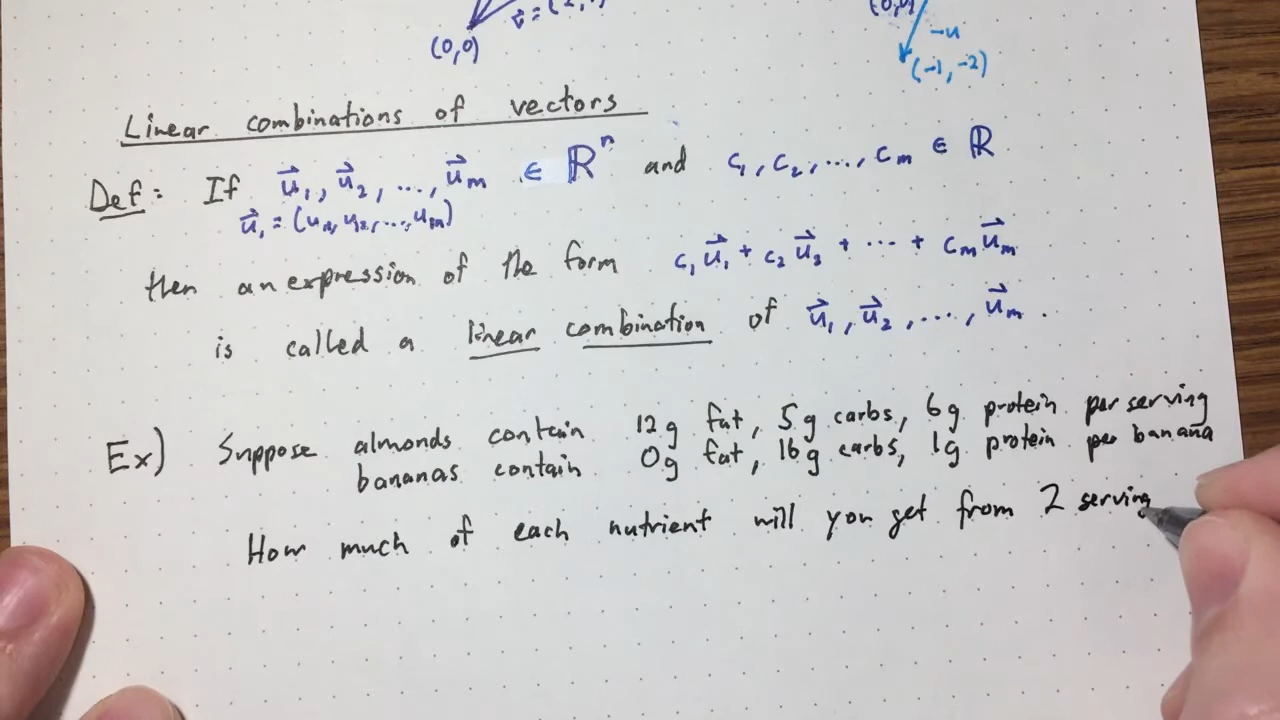 (0,0)
-u
(-1,-2)
Linear combinations of vectors
Def: If u⃗₁, u⃗₂, ..., u⃗ₘ ∈ ℝⁿ and c₁, c₂, ..., cₘ ∈ ℝ
u⃗₁ =
then an expression of the form c₁u⃗₁ + c₂u⃗₂ + ... + cₘu⃗ₘ
is called a linear combination of u⃗₁, u⃗₂, ..., u⃗ₘ.
Ex) Suppose almonds contain 12g fat, 5g carbs, 6g protein per serving
bananas contain 0g fat, 16g carbs, 1g protein per banana
How much of each nutrient will you get from 2 serving